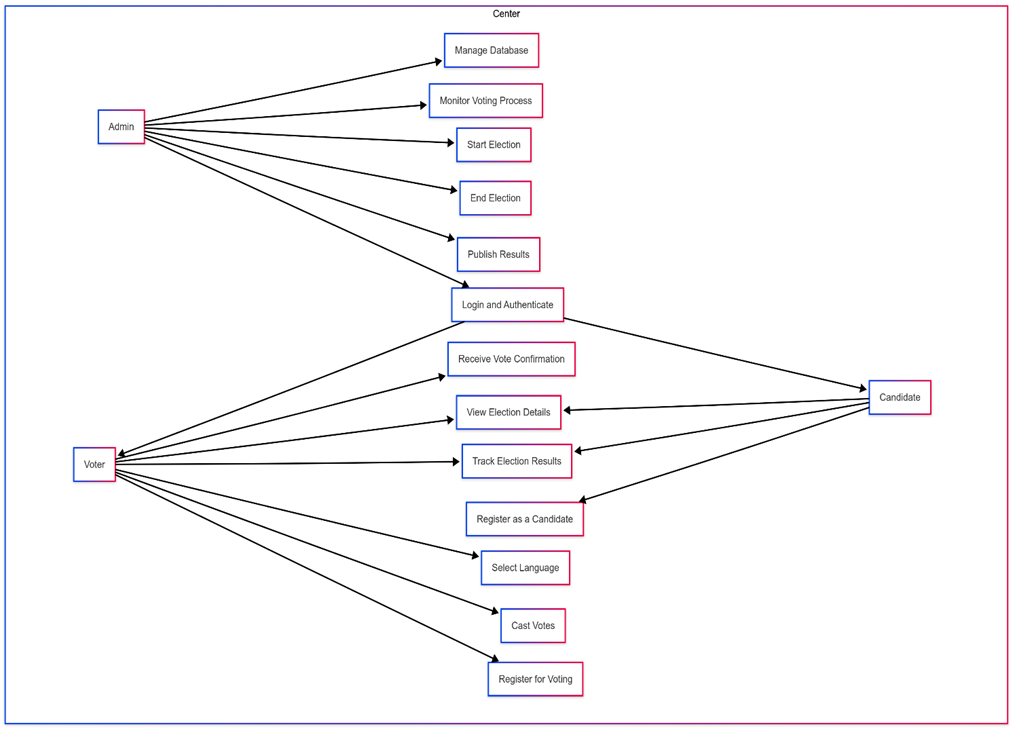 Center
Manage Database
Monitor Voting Process
Admin
Start Election
End Election
Publish Results
Login and Authenticate
Receive Vote Confirmation
Candidate
View Election Details
Track Election Results
Voter
Register as a Candidate
Select Language
Cast Votes
Register for Voting